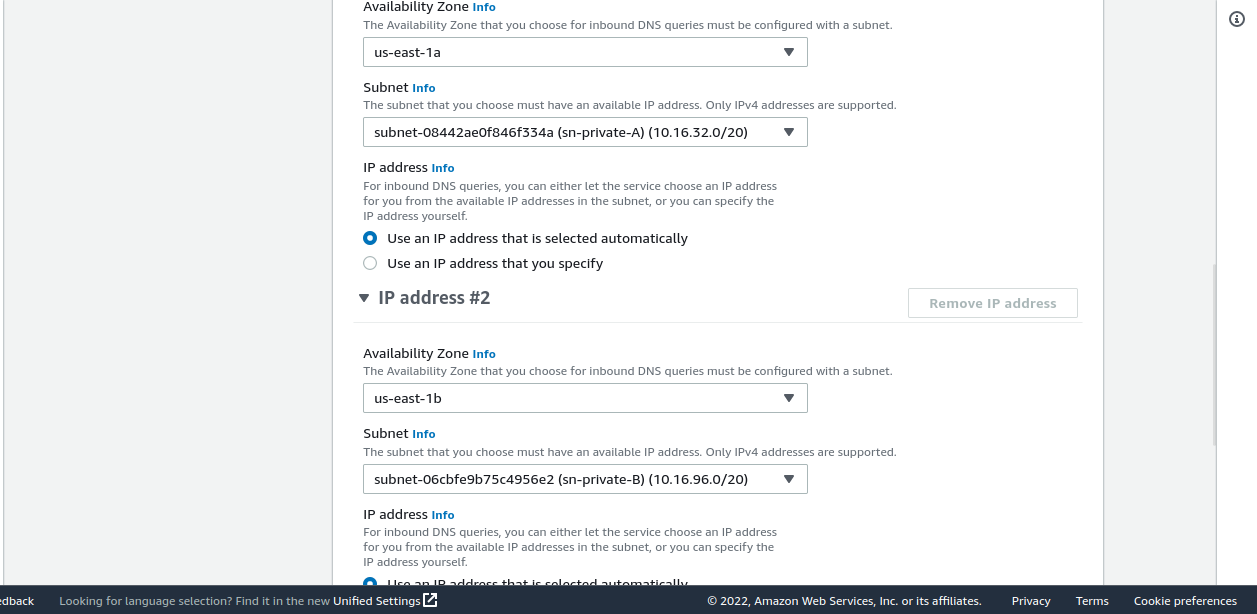 Availability Zone Info
The Availability Zone that you choose for inbound DNS queries must be configured with a subnet.
us-east-1a
Subnet Info
The subnet that you choose must have an available IP address. Only IPv4 addresses are supported.
subnet-08442ae0f846f334a (sn-private-A) (10.16.32.0/20)
IP address Info
For inbound DNS queries, you can either let the service choose an IP address
for you from the available IP addresses in the subnet, or you can specify the
IP address yourself.
Use an IP address that is selected automatically
Use an IP address that you specify
IP address #2
Remove IP address
Availability Zone Info
The Availability Zone that you choose for inbound DNS queries must be configured with a subnet.
us-east-1b
Subnet Info
The subnet that you choose must have an available IP address. Only IPv4 addresses are supported.
subnet-06cbfe9b75c4956e2 (sn-private-B) (10.16.96.0/20)
IP address Info
For inbound DNS queries, you can either let the service choose an IP address
for you from the available IP addresses in the subnet, or you can specify the
IP address yourself.
Use an IP address that is selected automatically
edback Looking for language selection? Find it in the new Unified Settings © 2022, Amazon Web Services, Inc. or its affiliates. Privacy Terms Cookie preferences